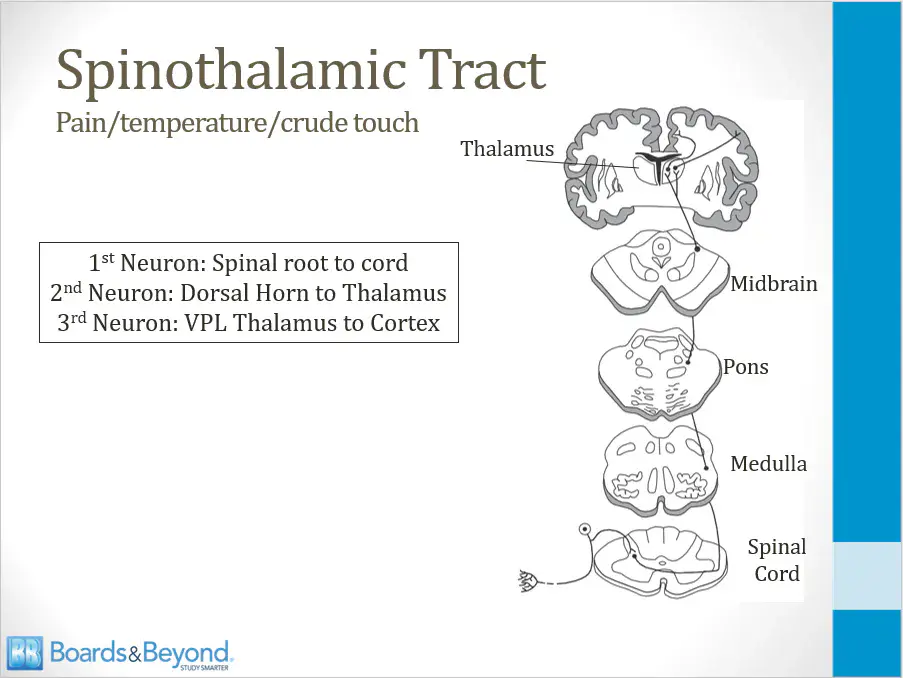 Spinothalamic Tract
Pain/temperature/crude touch
Thalamus
1st Neuron: Spinal root to cord
2nd Neuron: Dorsal Horn to Thalamus
3rd Neuron: VPL Thalamus to Cortex
Midbrain
Pons
Medulla
Spinal
Cord
BB Boards&Beyond.
STUDY SMARTER